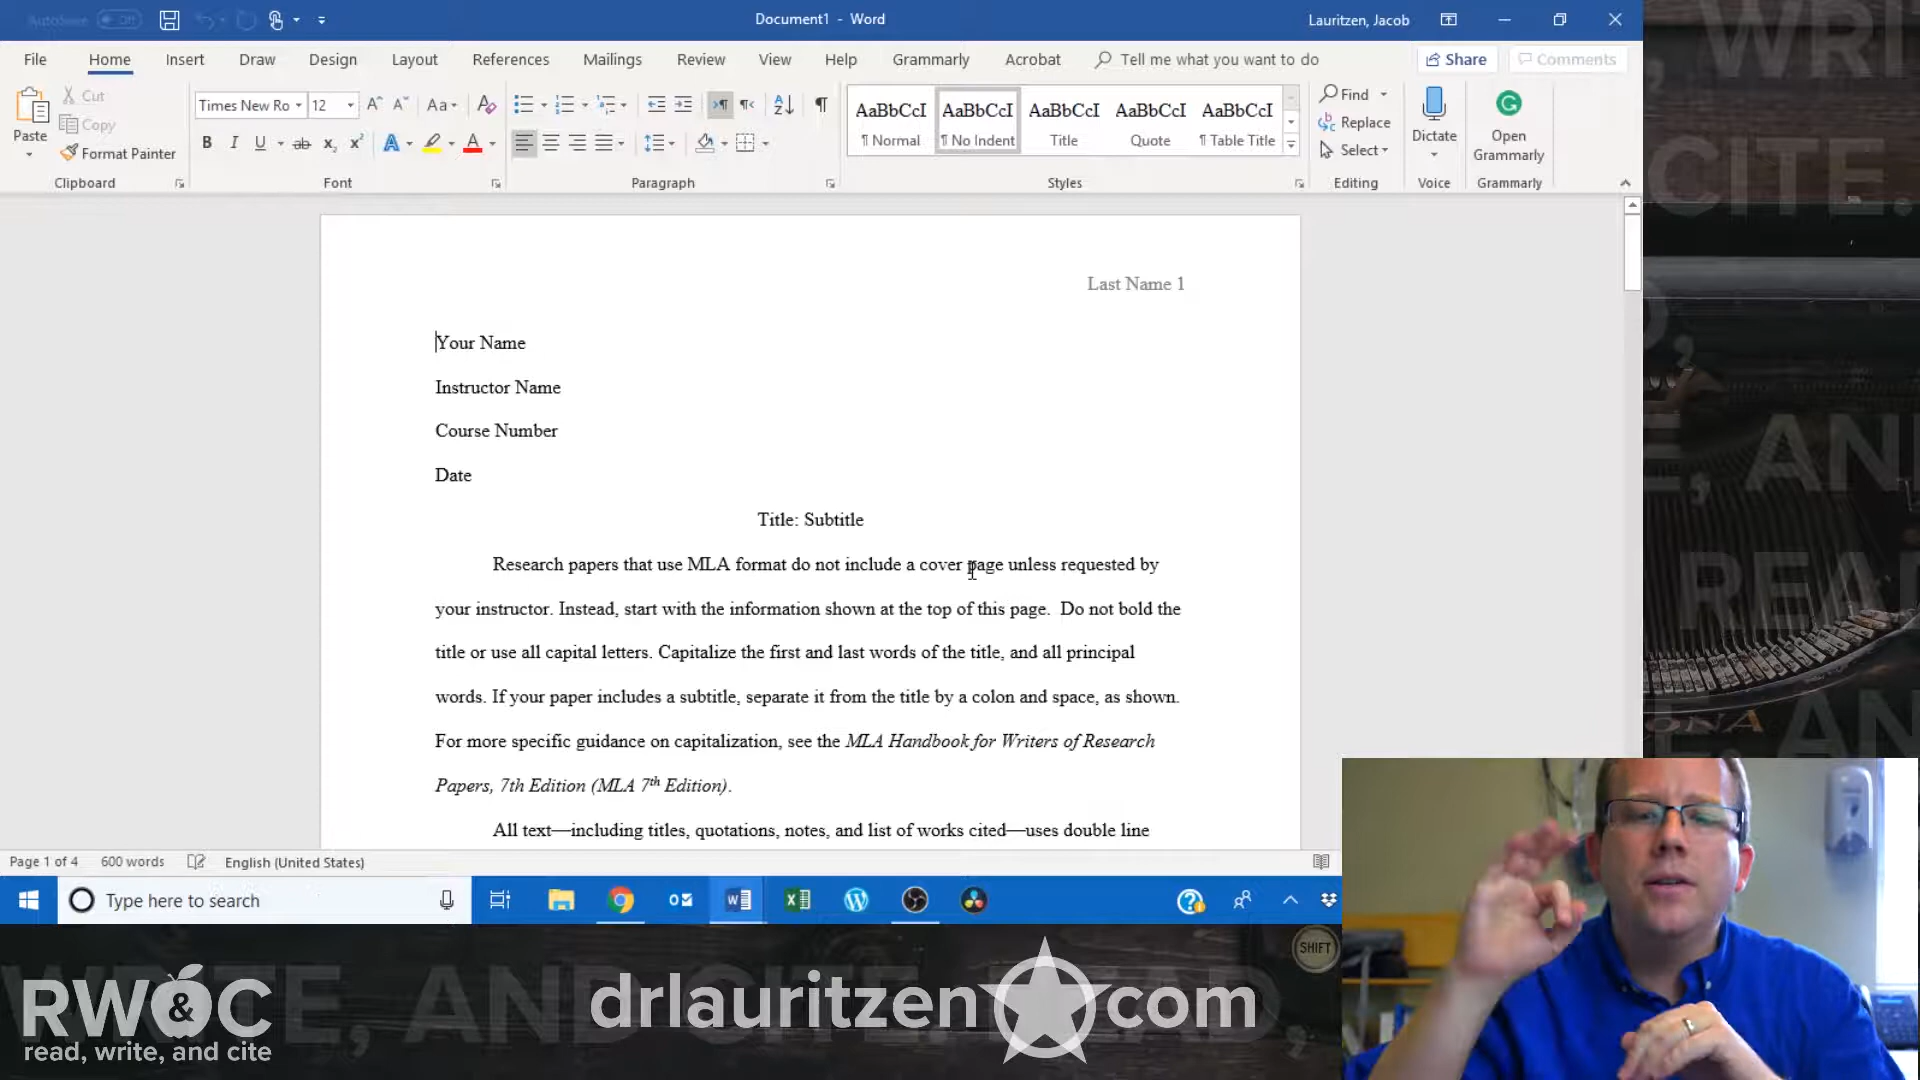 AutoSave Off
Document1 - Word
Lauritzen, Jacob
File Home Insert Draw Design Layout References Mailings Review View Help Grammarly Acrobat Tell me what you want to do
Share Comments
Paste
Cut
Copy
Format Painter
Times New Ro 12
AaBbCcI AaBbCcI AaBbCcI AaBbCcI AaBbCcI
¶ Normal ¶ No Indent Title Quote ¶ Table Title
Find
Replace
Select
Dictate
Open
Grammarly
Clipboard Font Paragraph Styles Editing Voice Grammarly
Last Name 1
Your Name
Instructor Name
Course Number
Date
Title: Subtitle
Research papers that use MLA format do not include a cover page unless requested by
your instructor. Instead, start with the information shown at the top of this page.  Do not bold the
title or use all capital letters. Capitalize the first and last words of the title, and all principal
words. If your paper includes a subtitle, separate it from the title by a colon and space, as shown.
For more specific guidance on capitalization, see the MLA Handbook for Writers of Research
Papers, 7th Edition (MLA 7th Edition).
All text—including titles, quotations, notes, and list of works cited—uses double line
Page 1 of 4 600 words English (United States)
Type here to search
SHIFT
RW&C
read, write, and cite
drlauritzen com